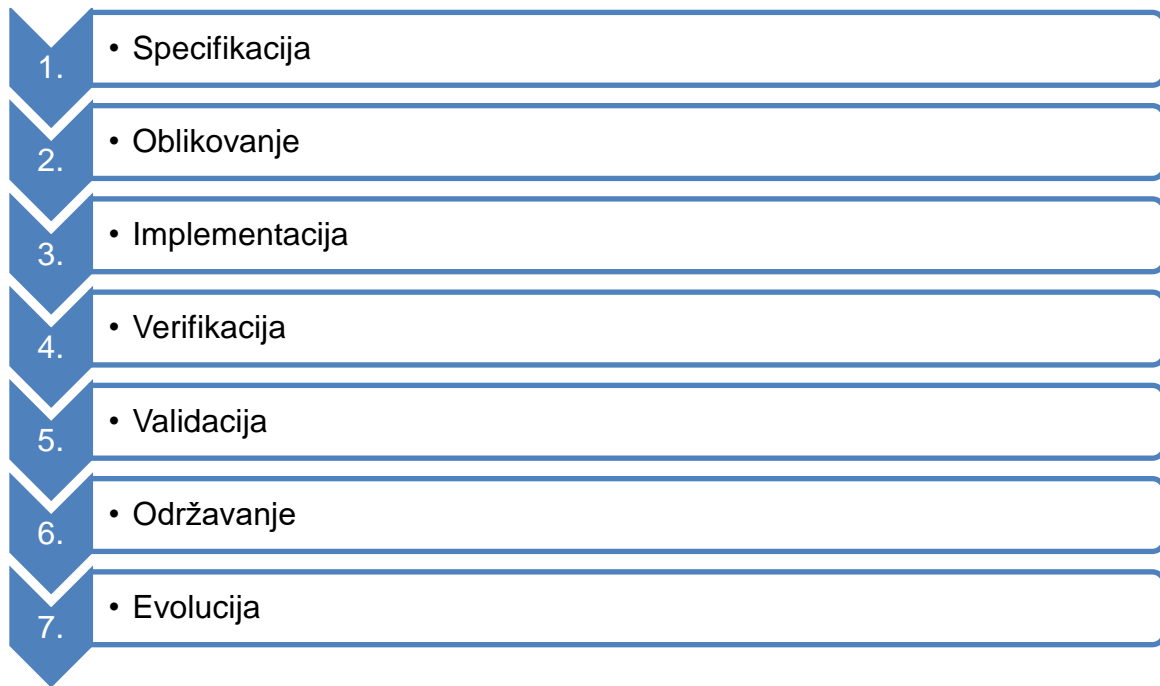 1. • Specifikacija
2. • Oblikovanje
3. • Implementacija
4. • Verifikacija
5. • Validacija
6. • Održavanje
7. • Evolucija